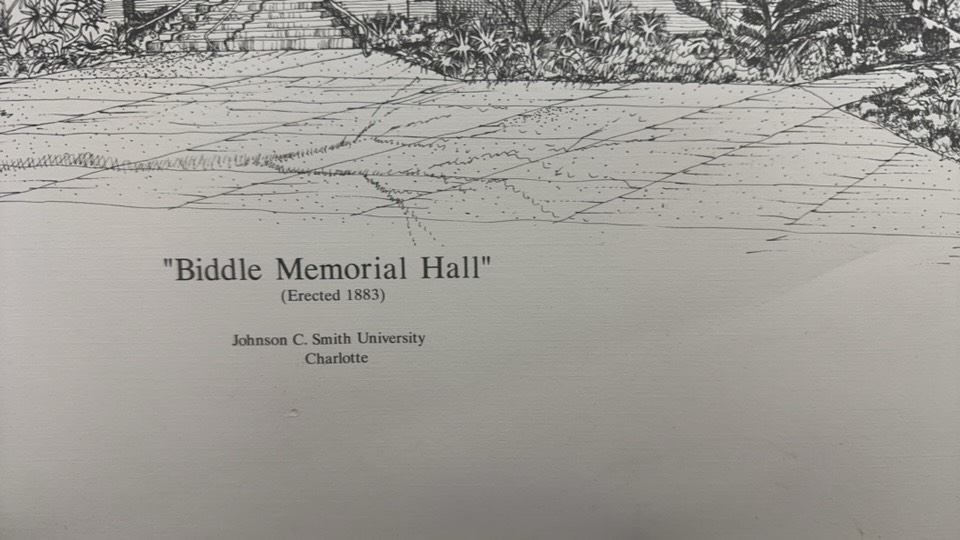 "Biddle Memorial Hall"
(Erected 1883)
Johnson C. Smith University
Charlotte